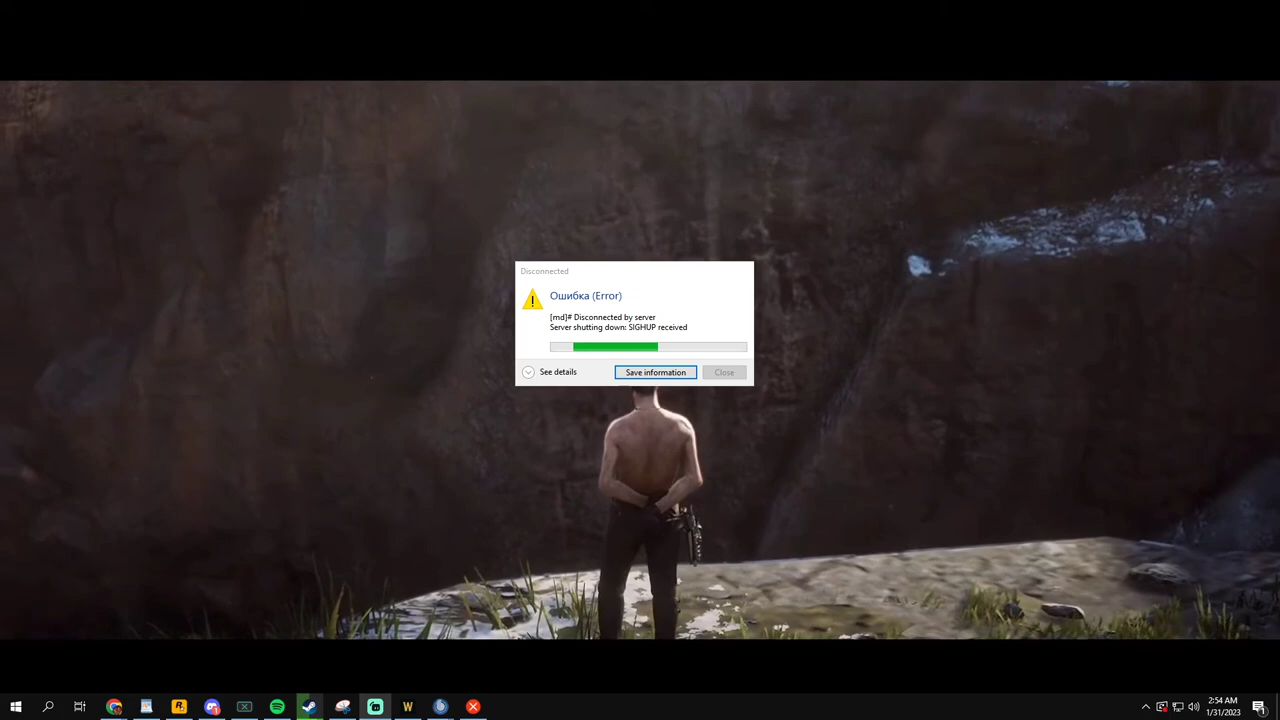 Disconnected
Ошибка (Error)
[md]# Disconnected by server
Server shutting down: SIGHUP received
See details
Save information
Close
2:54 AM
1/31/2023